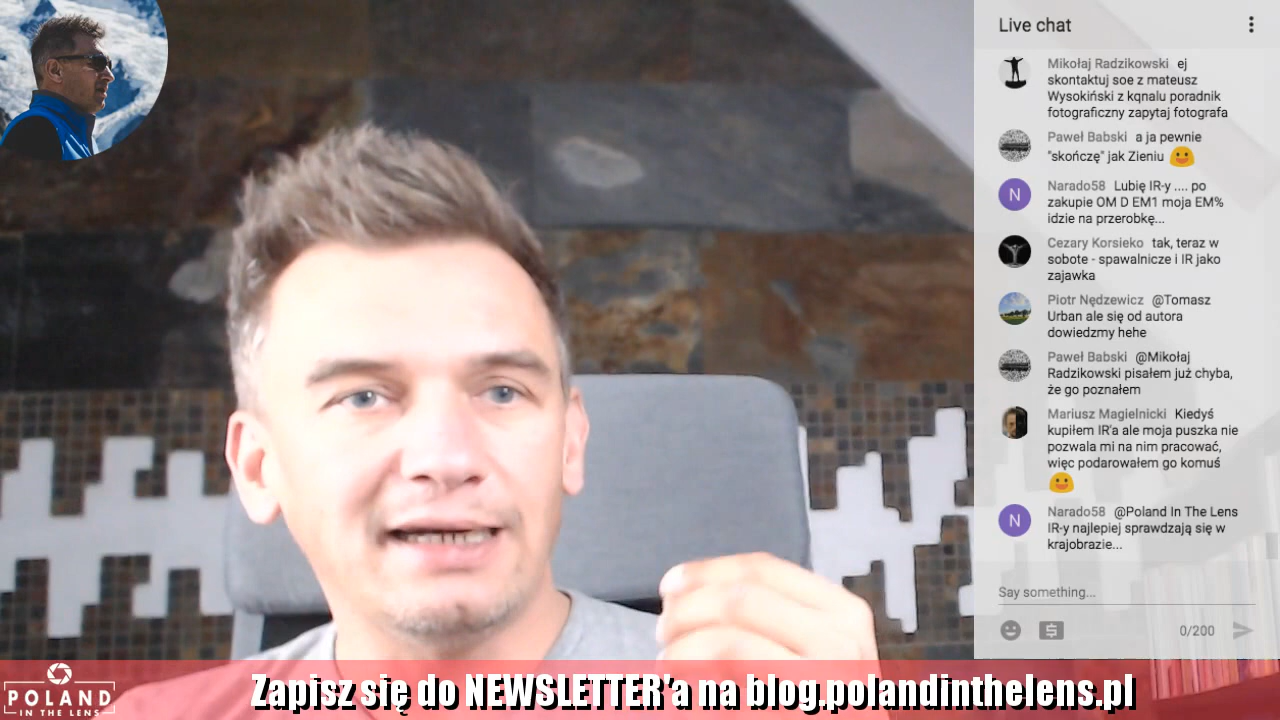 Live chat
Mikołaj Radzikowski ej
skontaktuj soe z mateusz
Wysokiński z kqnalu poradnik
fotograficzny zapytaj fotografa
Paweł Babski a ja pewnie
"skończę" jak Zieniu
N
Narado58 Lubię IR-y .... po
zakupie OM D EM1 moja EM%
idzie na przerobkę...
Cezary Korsieko tak, teraz w
sobote - spawalnicze i IR jako
zajawka
Piotr Nędzewicz @Tomasz
Urban ale się od autora
dowiedzmy hehe
Paweł Babski @Mikołaj
Radzikowski pisałem już chyba,
że go poznałem
Mariusz Magielnicki Kiedyś
kupiłem IR'a ale moja puszka nie
pozwala mi na nim pracować,
więc podarowałem go komuś
N
Narado58 @Poland In The Lens
IR-y najlepiej sprawdzają się w
krajobrazie...
Say something...
0/200
POLAND
IN THE LENS
Zapisz się do NEWSLETTER'a na blog.polandinthelens.pl